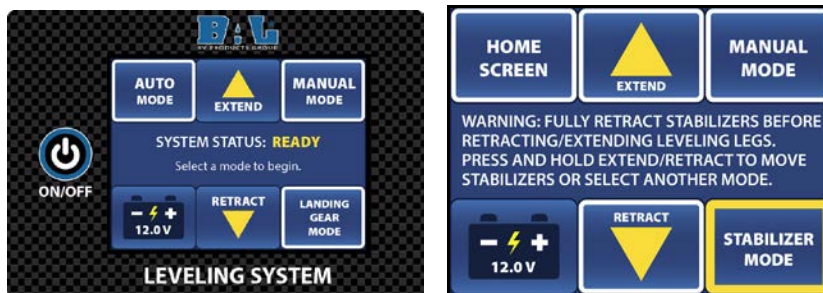 BAL
RV PRODUCTS GROUP
AUTO
MODE
EXTEND
MANUAL
MODE
SYSTEM STATUS: READY
Select a mode to begin.
ON/OFF
12.0 V
RETRACT
LANDING
GEAR
MODE
LEVELING SYSTEM
HOME
SCREEN
EXTEND
MANUAL
MODE
WARNING: FULLY RETRACT STABILIZERS BEFORE
RETRACTING/EXTENDING LEVELING LEGS.
PRESS AND HOLD EXTEND/RETRACT TO MOVE
STABILIZERS OR SELECT ANOTHER MODE.
12.0 V
RETRACT
STABILIZER
MODE